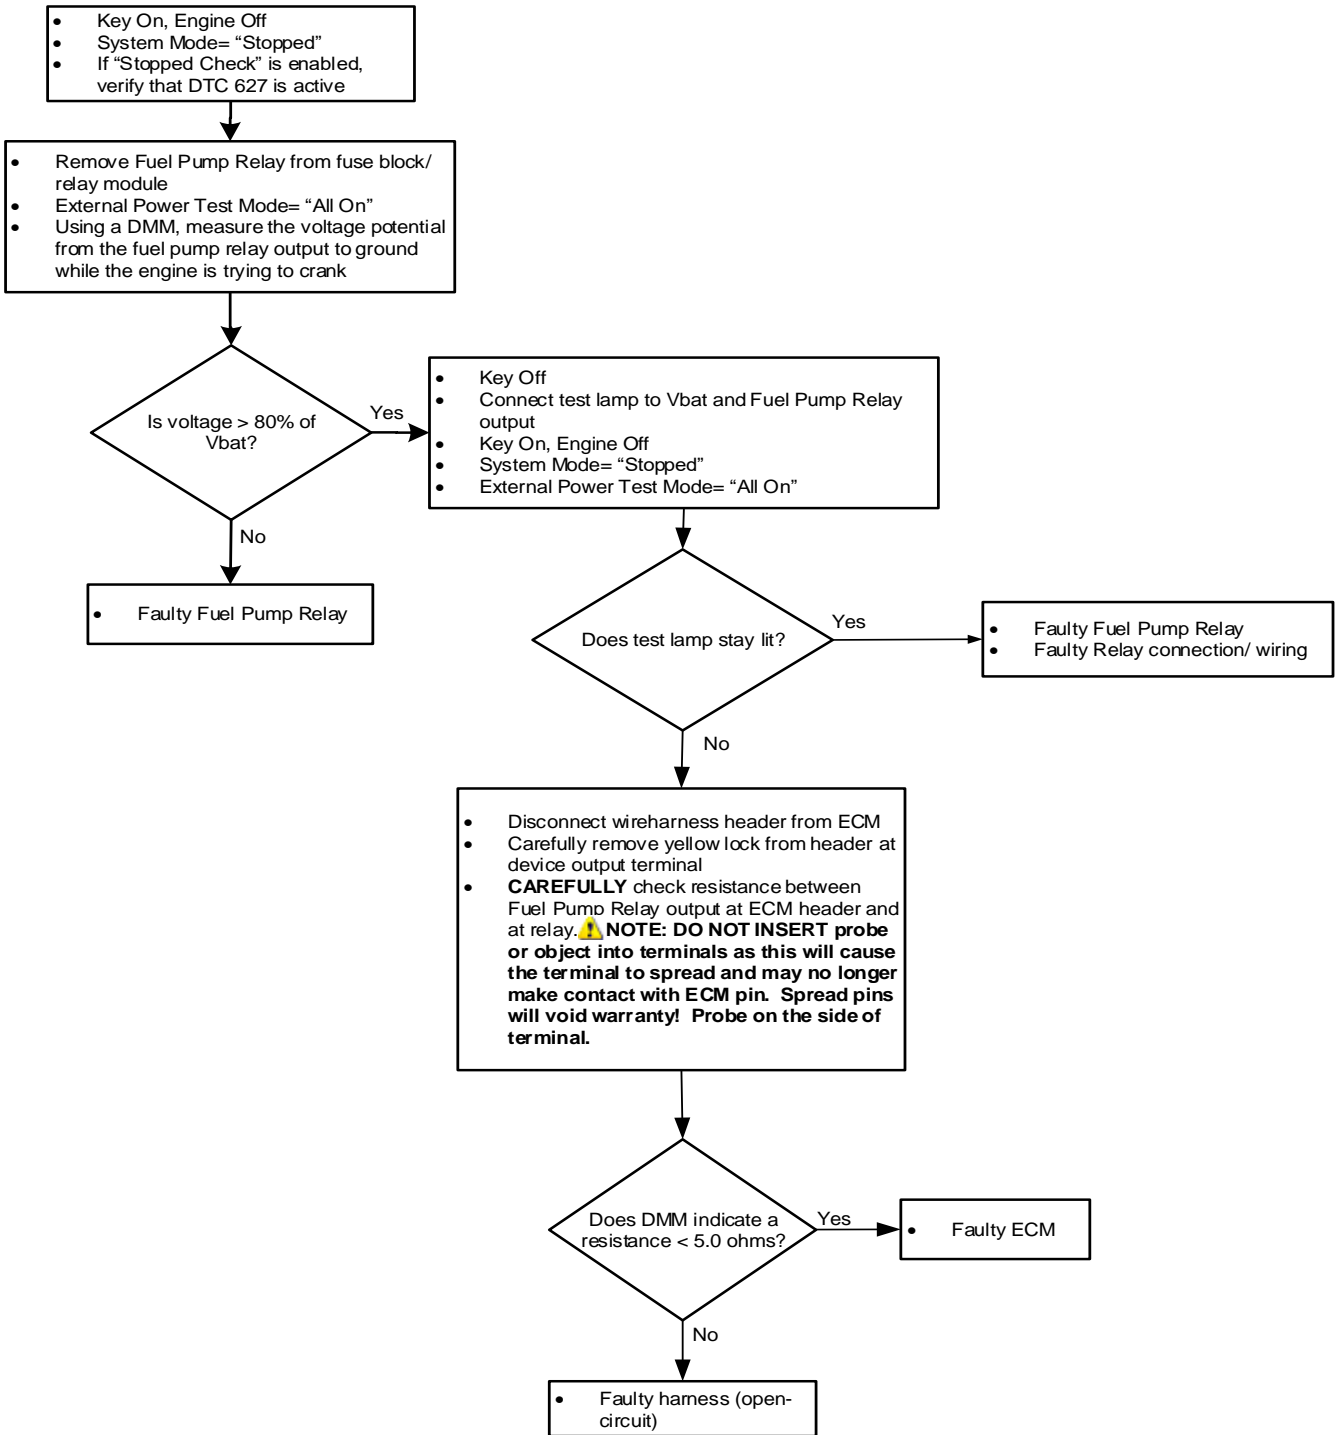 • Key On, Engine Off
• System Mode= “Stopped”
• If “Stopped Check” is enabled,
verify that DTC 627 is active
• Remove Fuel Pump Relay from fuse block/
relay module
• External Power Test Mode= “All On”
• Using a DMM, measure the voltage potential
from the fuel pump relay output to ground
while the engine is trying to crank
Is voltage > 80% of
Vbat?
Yes
No
• Faulty Fuel Pump Relay
• Key Off
• Connect test lamp to Vbat and Fuel Pump Relay
output
• Key On, Engine Off
• System Mode= “Stopped”
• External Power Test Mode= “All On”
Does test lamp stay lit?
Yes
• Faulty Fuel Pump Relay
• Faulty Relay connection/ wiring
No
• Disconnect wireharness header from ECM
• Carefully remove yellow lock from header at
device output terminal
• CAREFULLY check resistance between
Fuel Pump Relay output at ECM header and
at relay. NOTE: DO NOT INSERT probe
or object into terminals as this will cause
the terminal to spread and may no longer
make contact with ECM pin. Spread pins
will void warranty! Probe on the side of
terminal.
Does DMM indicate a
resistance < 5.0 ohms?
Yes
• Faulty ECM
No
• Faulty harness (open-
circuit)